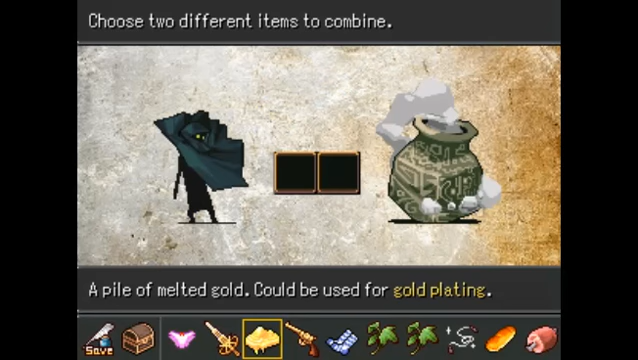 Choose two different items to combine.
A pile of melted gold. Could be used for gold plating.
Save